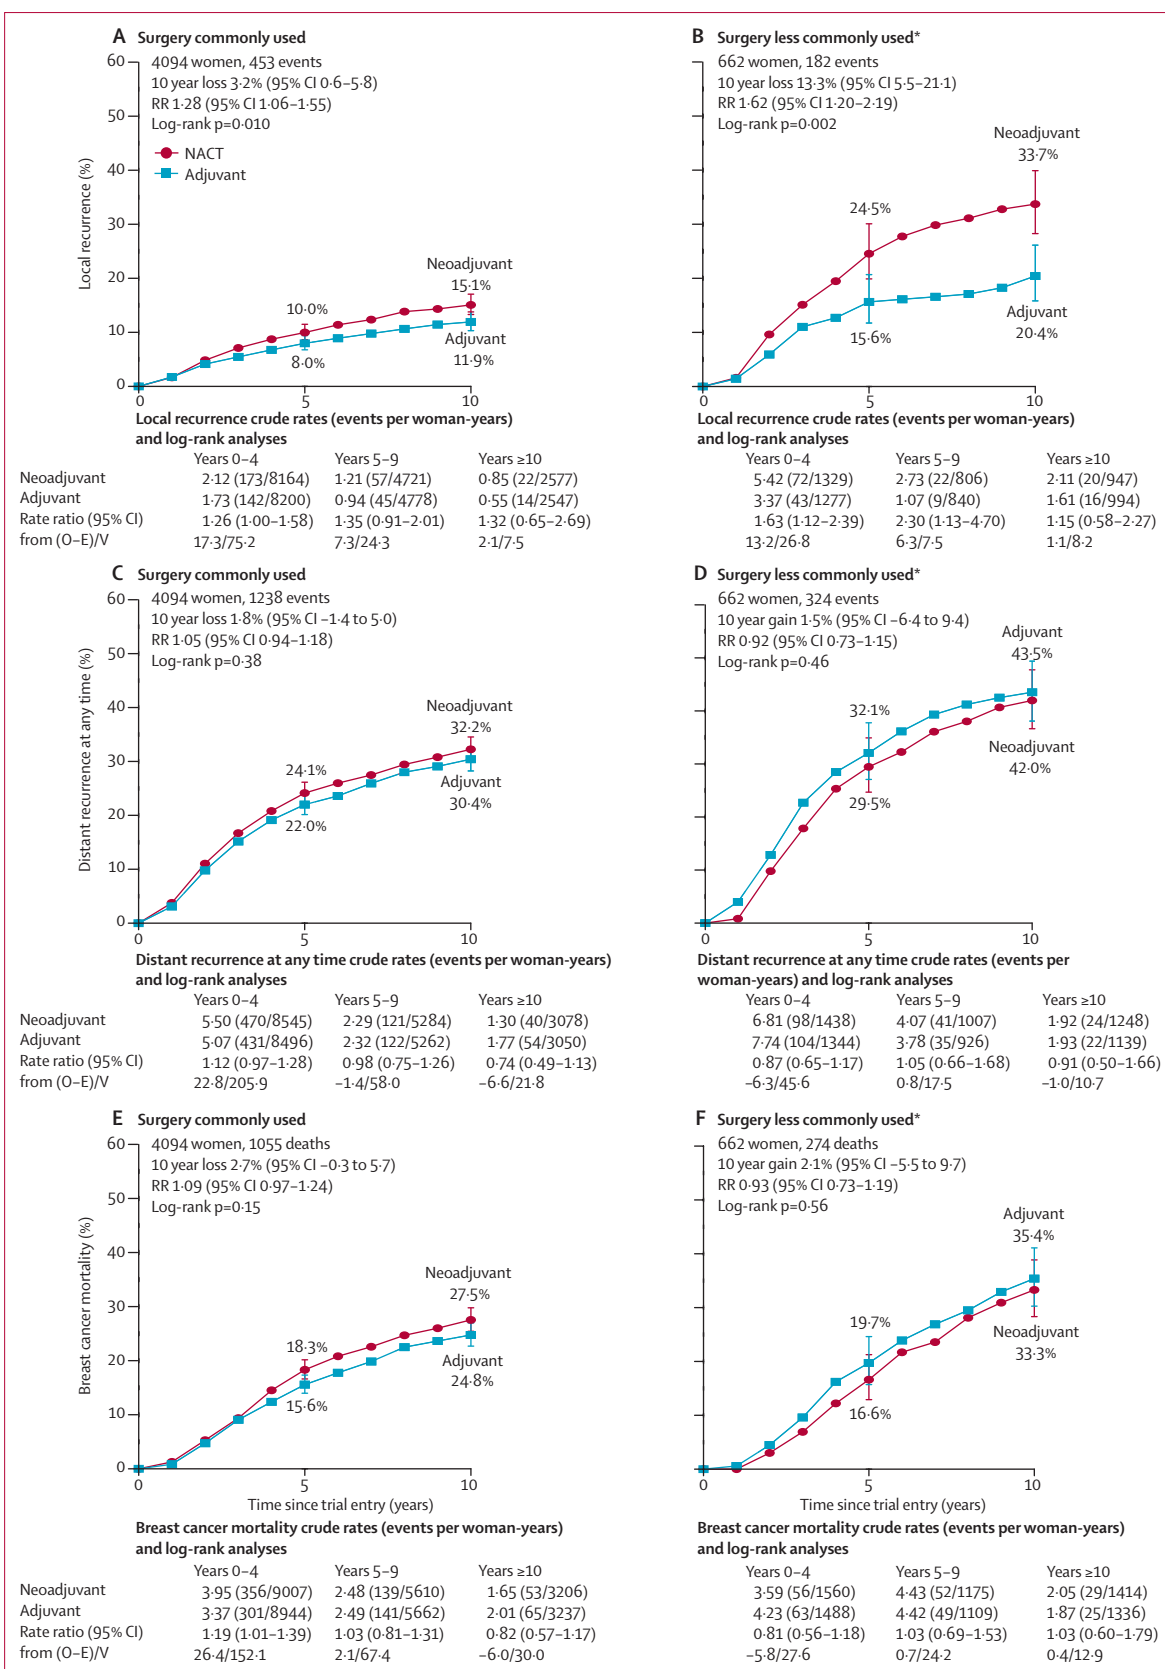 A Surgery commonly used
4094 women, 453 events
10 year loss 3·2% (95% CI 0·6–5·8)
RR 1·28 (95% CI 1·06–1·55)
Log-rank p=0·010
NACT
Adjuvant
Local recurrence (%)
60
50
40
30
20
10
0
Neoadjuvant
15·1%
10·0%
8·0%
Adjuvant
11·9%
0 5 10
Local recurrence crude rates (events per woman-years)
and log-rank analyses
Years 0–4 Years 5–9 Years ≥10
Neoadjuvant 2·12 (173/8164) 1·21 (57/4721) 0·85 (22/2577)
Adjuvant 1·73 (142/8200) 0·94 (45/4778) 0·55 (14/2547)
Rate ratio (95% CI) 1·26 (1·00–1·58) 1·35 (0·91–2·01) 1·32 (0·65–2·69)
from (O–E)/V 17·3/75·2 7·3/24·3 2·1/7·5
B Surgery less commonly used*
662 women, 182 events
10 year loss 13·3% (95% CI 5·5–21·1)
RR 1·62 (95% CI 1·20–2·19)
Log-rank p=0·002
Neoadjuvant
33·7%
24·5%
15·6%
Adjuvant
20·4%
0 5 10
Local recurrence crude rates (events per woman-years)
and log-rank analyses
Years 0–4 Years 5–9 Years ≥10
5·42 (72/1329) 2·73 (22/806) 2·11 (20/947)
3·37 (43/1277) 1·07 (9/840) 1·61 (16/994)
1·63 (1·12–2·39) 2·30 (1·13–4·70) 1·15 (0·58–2·27)
13·2/26·8 6·3/7·5 1·1/8·2
C Surgery commonly used
4094 women, 1238 events
10 year loss 1·8% (95% CI –1·4 to 5·0)
RR 1·05 (95% CI 0·94–1·18)
Log-rank p=0·38
Distant recurrence at any time (%)
60
50
40
30
20
10
0
Neoadjuvant
32·2%
24·1%
22·0%
Adjuvant
30·4%
0 5 10
Distant recurrence at any time crude rates (events per woman-years)
and log-rank analyses
Years 0–4 Years 5–9 Years ≥10
Neoadjuvant 5·50 (470/8545) 2·29 (121/5284) 1·30 (40/3078)
Adjuvant 5·07 (431/8496) 2·32 (122/5262) 1·77 (54/3050)
Rate ratio (95% CI) 1·12 (0·97–1·28) 0·98 (0·75–1·26) 0·74 (0·49–1·13)
from (O–E)/V 22·8/205·9 –1·4/58·0 –6·6/21·8
D Surgery less commonly used*
662 women, 324 events
10 year gain 1·5% (95% CI –6·4 to 9·4)
RR 0·92 (95% CI 0·73–1·15)
Log-rank p=0·46
Adjuvant
43·5%
32·1%
29·5%
Neoadjuvant
42·0%
0 5 10
Distant recurrence at any time crude rates (events per
woman-years) and log-rank analyses
Years 0–4 Years 5–9 Years ≥10
6·81 (98/1438) 4·07 (41/1007) 1·92 (24/1248)
7·74 (104/1344) 3·78 (35/926) 1·93 (22/1139)
0·87 (0·65–1·17) 1·05 (0·66–1·68) 0·91 (0·50–1·66)
–6·3/45·6 0·8/17·5 –1·0/10·7
E Surgery commonly used
4094 women, 1055 deaths
10 year loss 2·7% (95% CI –0·3 to 5·7)
RR 1·09 (95% CI 0·97–1·24)
Log-rank p=0·15
Breast cancer mortality (%)
60
50
40
30
20
10
0
Neoadjuvant
27·5%
18·3%
15·6%
Adjuvant
24·8%
0 5 10
Time since trial entry (years)
Breast cancer mortality crude rates (events per woman-years)
and log-rank analyses
Years 0–4 Years 5–9 Years ≥10
Neoadjuvant 3·95 (356/9007) 2·48 (139/5610) 1·65 (53/3206)
Adjuvant 3·37 (301/8944) 2·49 (141/5662) 2·01 (65/3237)
Rate ratio (95% CI) 1·19 (1·01–1·39) 1·03 (0·81–1·31) 0·82 (0·57–1·17)
from (O–E)/V 26·4/152·1 2·1/67·4 –6·0/30·0
F Surgery less commonly used*
662 women, 274 deaths
10 year gain 2·1% (95% CI –5·5 to 9·7)
RR 0·93 (95% CI 0·73–1·19)
Log-rank p=0·56
Adjuvant
35·4%
19·7%
16·6%
Neoadjuvant
33·3%
0 5 10
Time since trial entry (years)
Breast cancer mortality crude rates (events per woman-years)
and log-rank analyses
Years 0–4 Years 5–9 Years ≥10
3·59 (56/1560) 4·43 (52/1175) 2·05 (29/1414)
4·23 (63/1488) 4·42 (49/1109) 1·87 (25/1336)
0·81 (0·56–1·18) 1·03 (0·69–1·53) 1·03 (0·60–1·79)
–5·8/27·6 0·7/24·2 0·4/12·9